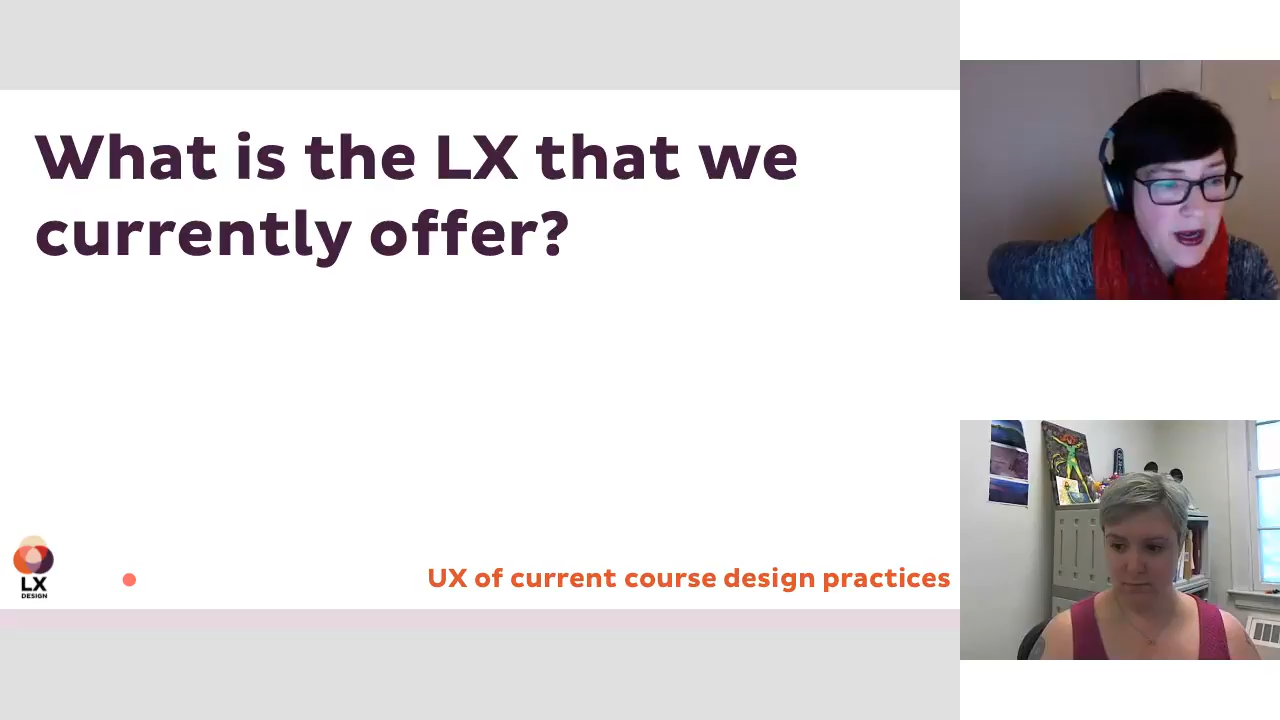 What is the LX that we
currently offer?
LX
DESIGN
UX of current course design practices